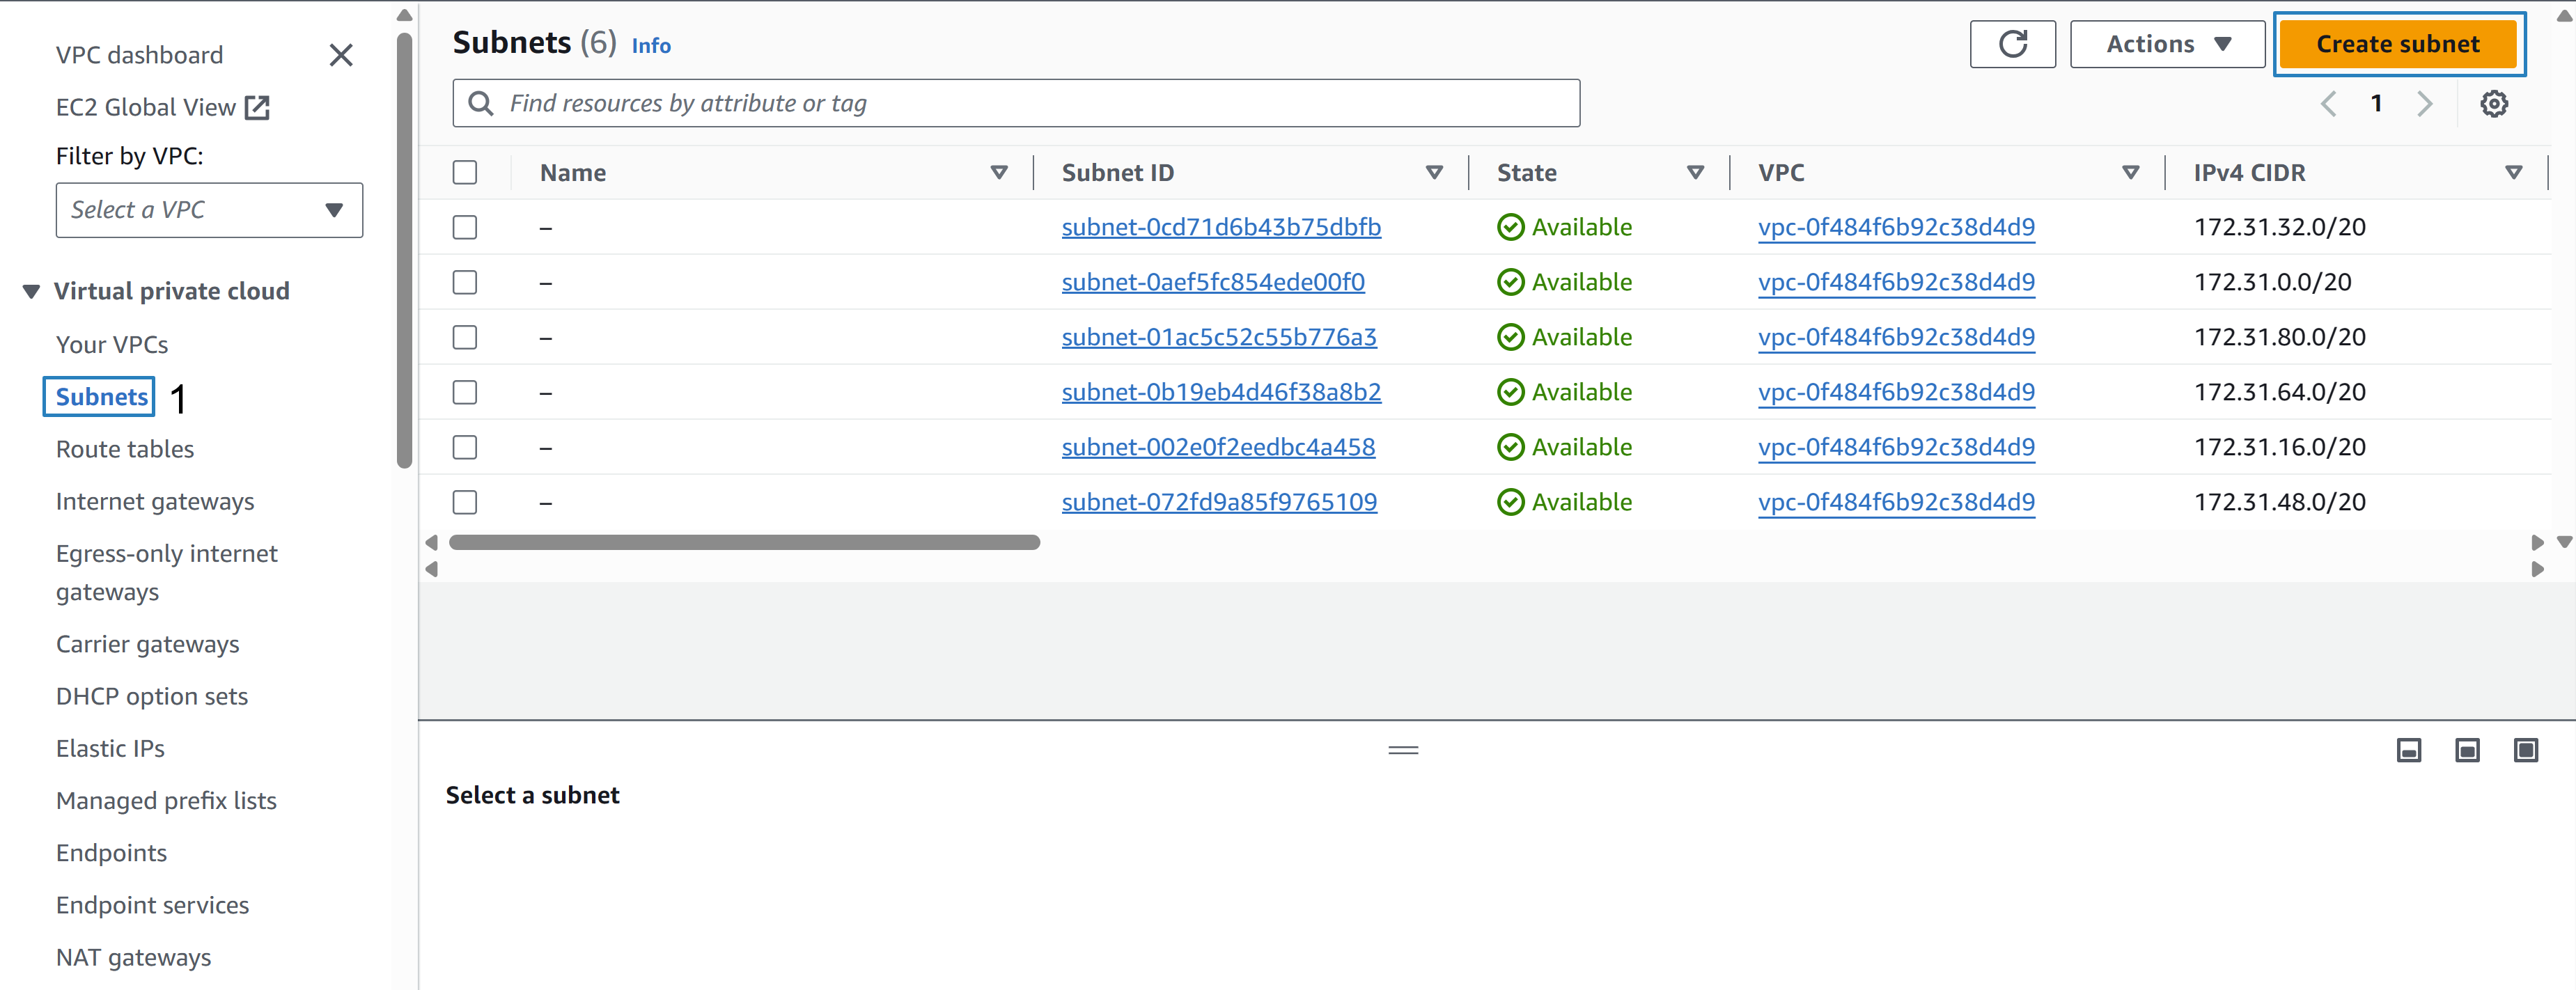 VPC dashboard
EC2 Global View
Filter by VPC:
Select a VPC
Virtual private cloud
Your VPCs
Subnets 1
Route tables
Internet gateways
Egress-only internet
gateways
Carrier gateways
DHCP option sets
Elastic IPs
Managed prefix lists
Endpoints
Endpoint services
NAT gateways
Subnets (6) Info
Actions
Create subnet
Find resources by attribute or tag
1
Name Subnet ID State VPC IPv4 CIDR
– subnet-0cd71d6b43b75dbfb Available vpc-0f484f6b92c38d4d9 172.31.32.0/20
– subnet-0aef5fc854ede00f0 Available vpc-0f484f6b92c38d4d9 172.31.0.0/20
– subnet-01ac5c52c55b776a3 Available vpc-0f484f6b92c38d4d9 172.31.80.0/20
– subnet-0b19eb4d46f38a8b2 Available vpc-0f484f6b92c38d4d9 172.31.64.0/20
– subnet-002e0f2eedbc4a458 Available vpc-0f484f6b92c38d4d9 172.31.16.0/20
– subnet-072fd9a85f9765109 Available vpc-0f484f6b92c38d4d9 172.31.48.0/20
Select a subnet